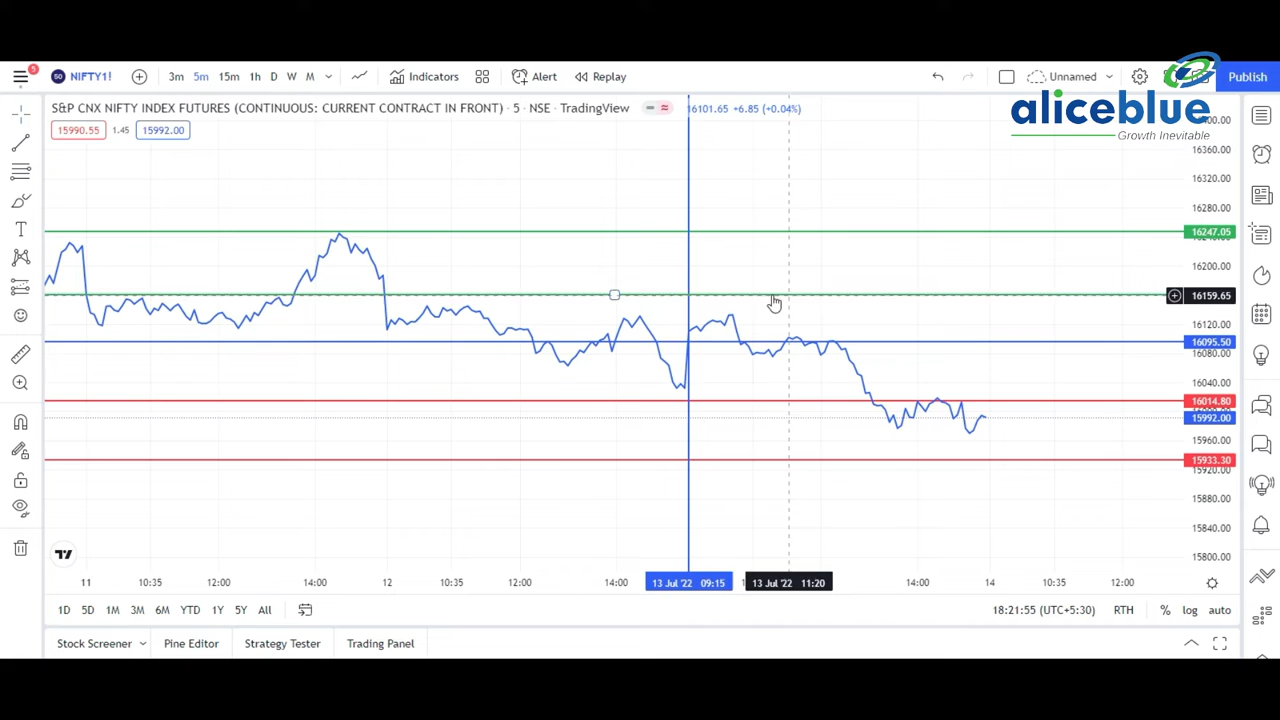 5
50 NIFTY1! 3m 5m 15m 1h D W M Indicators Alert Replay Unnamed Publish
S&P CNX NIFTY INDEX FUTURES (CONTINUOUS: CURRENT CONTRACT IN FRONT) · 5 · NSE · TradingView 16101.65 +6.85 (+0.04%)
aliceblue
Growth Inevitable
15990.55 1.45 15992.00
16360.00
16320.00
16280.00
16247.05
16200.00
16159.65
16120.00
16095.50
16080.00
16040.00
16014.80
15992.00
15960.00
15933.30
15920.00
15880.00
15840.00
15800.00
11 10:35 12:00 14:00 12 10:35 12:00 14:00 13 Jul '22 09:15 13 Jul '22 11:20 14:00 14 10:35 12:00
1D 5D 1M 3M 6M YTD 1Y 5Y All 18:21:55 (UTC+5:30) RTH % log auto
Stock Screener Pine Editor Strategy Tester Trading Panel